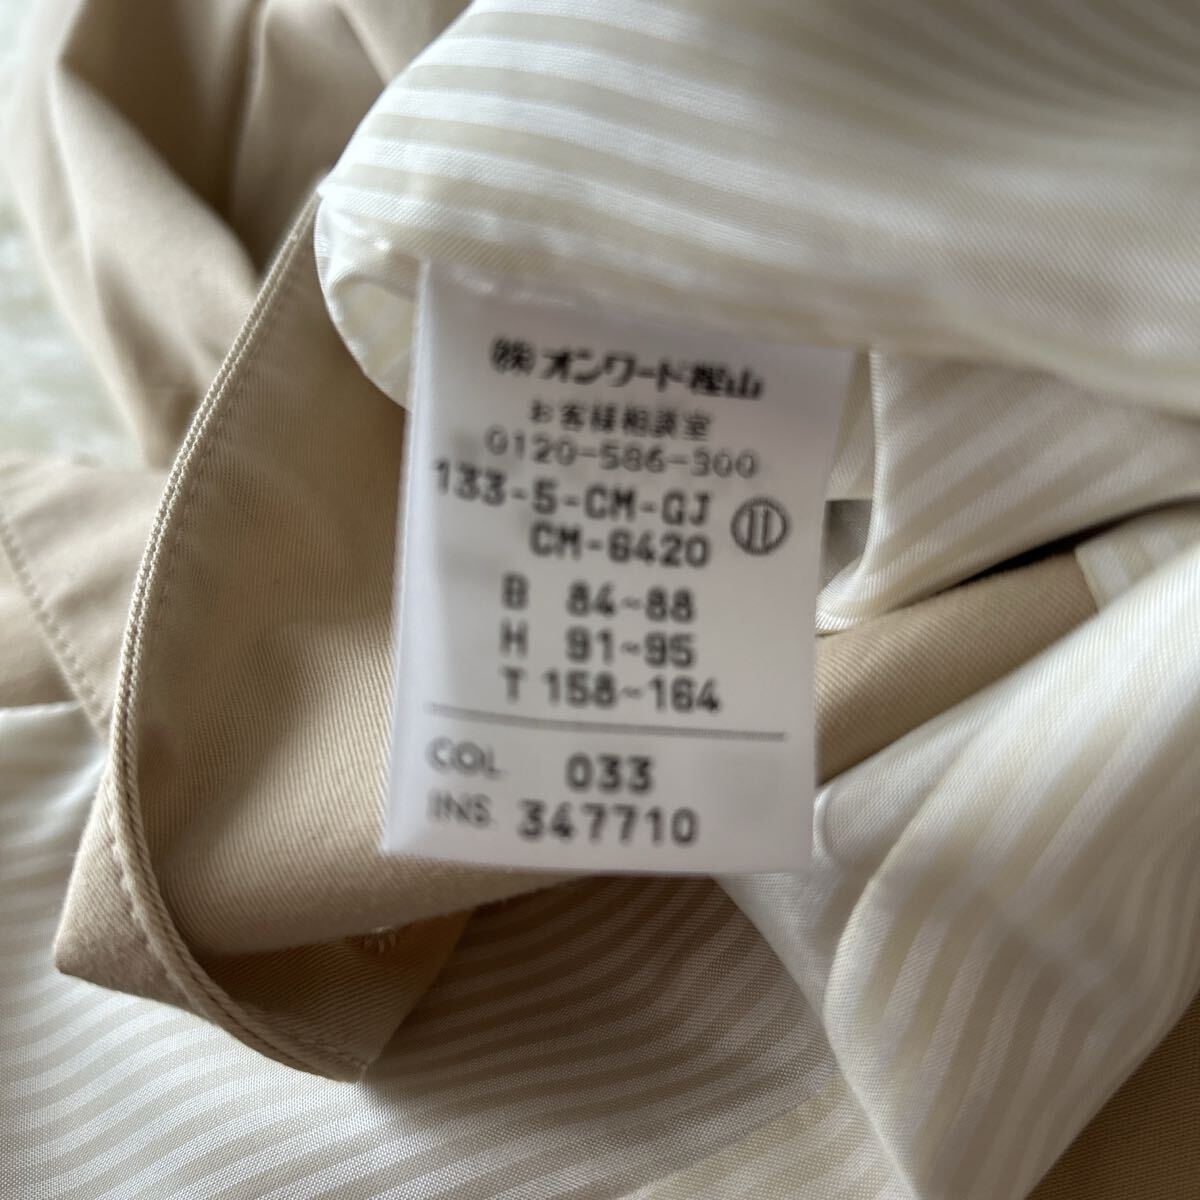 ㈱オンワード樫山
お客様相談室
0120-586-300
133-5-CM-GJ
CM-6420
B 84~88
H 91~95
T 158~164
COL 033
INS. 347710